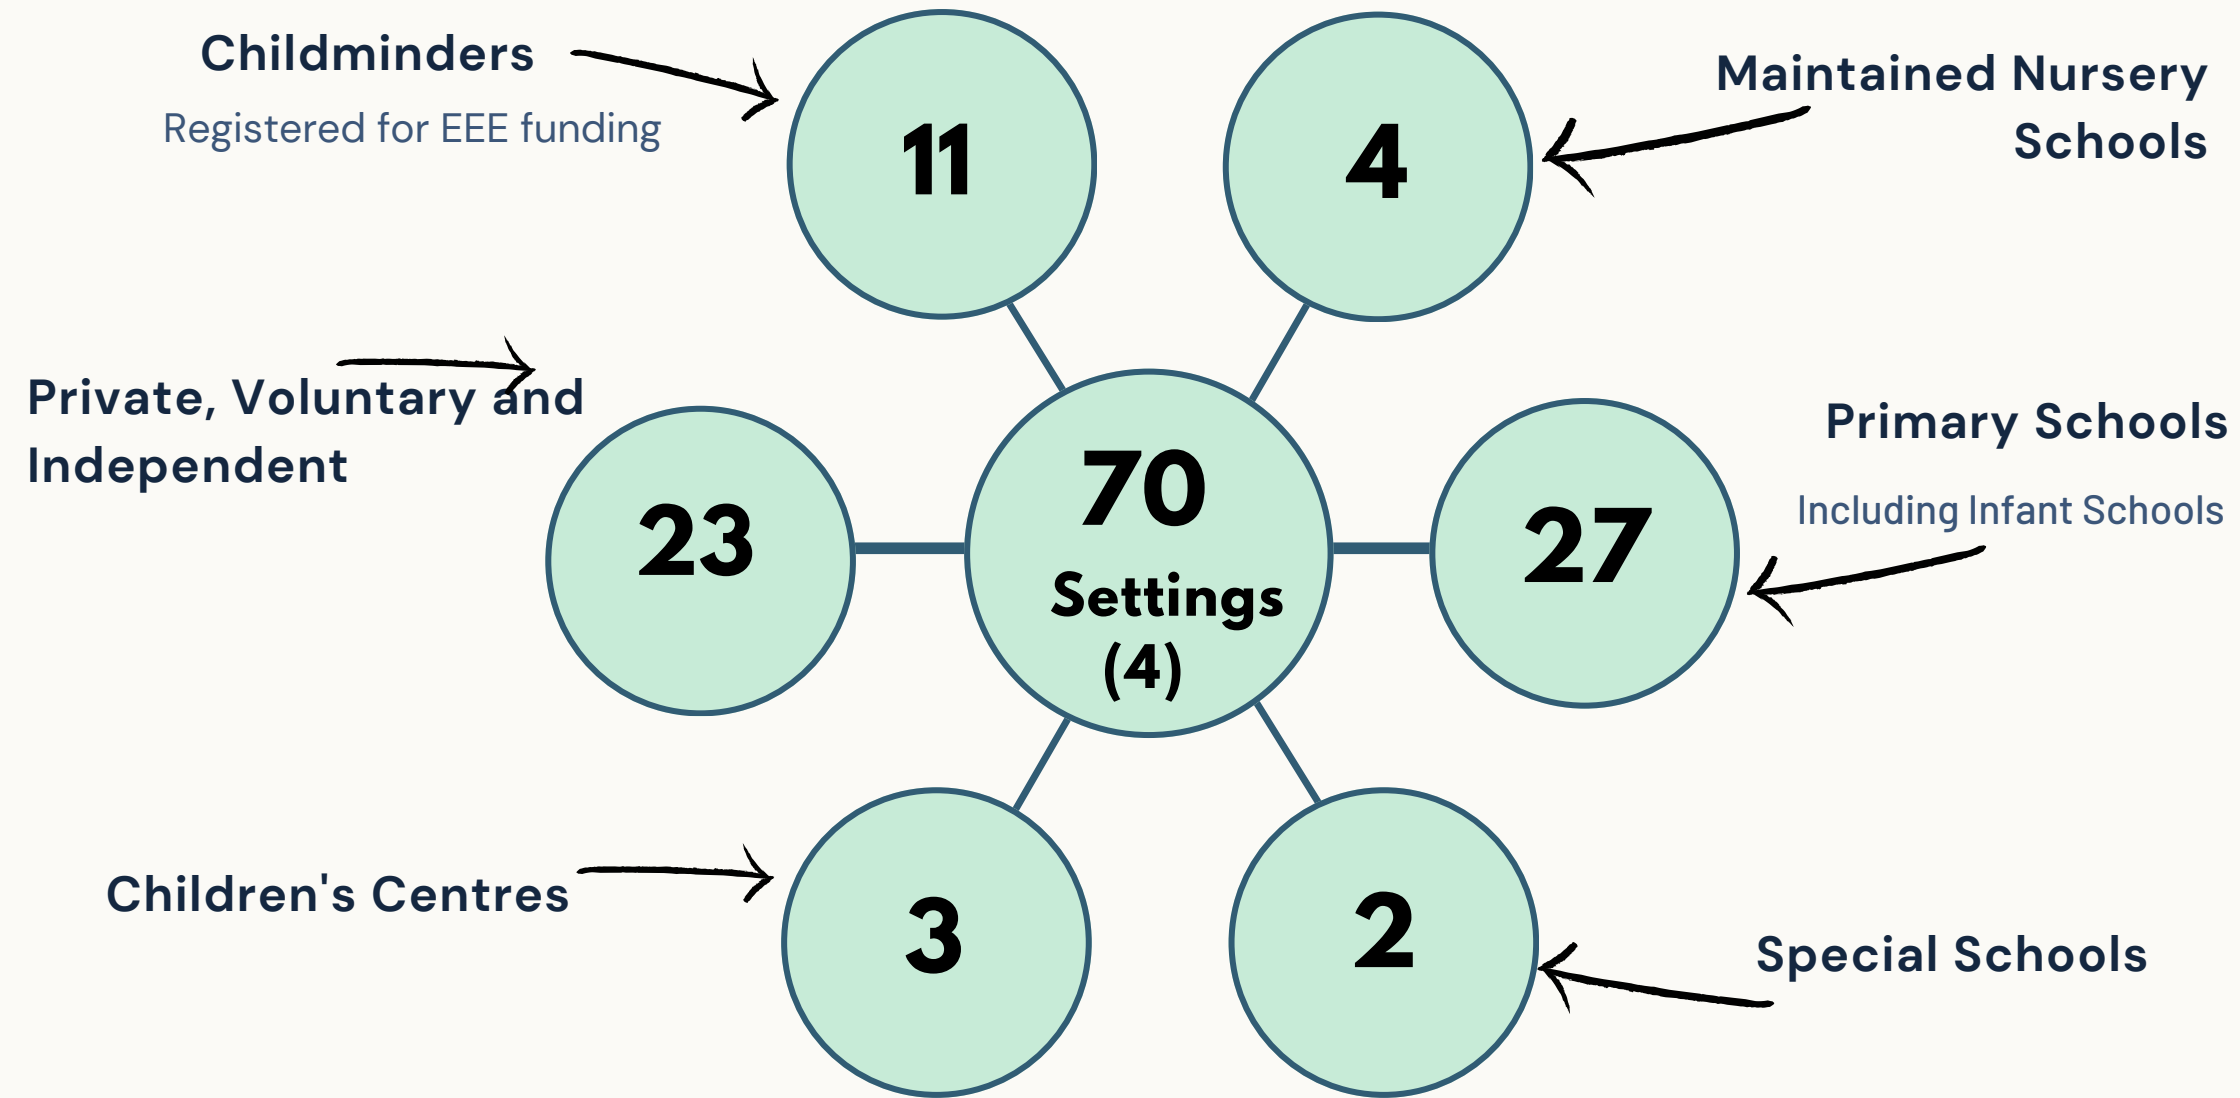 Childminders
Registered for EEE funding
11
4
Maintained Nursery
Schools
Private, Voluntary and
Independent
23
70
Settings
(4)
27
Primary Schools
Including Infant Schools
Children's Centres
3
2
Special Schools